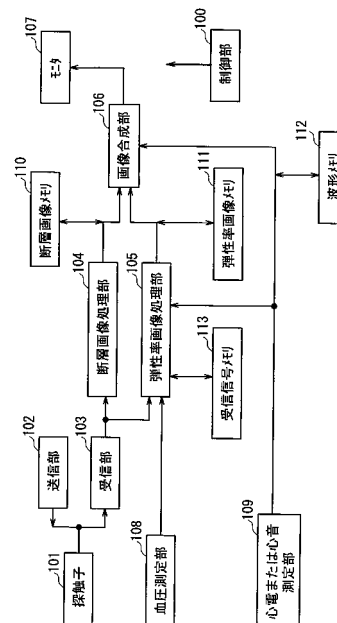 101
探触子
102
送信部
103
受信部
108
血圧測定部
109
心電または心音
測定部
104
断層画像処理部
105
弾性率画像処理部
113
受信信号メモリ
110
断層画像メモリ
106
画像合成部
111
弾性率画像メモリ
112
波形メモリ
107
モニタ
100
制御部